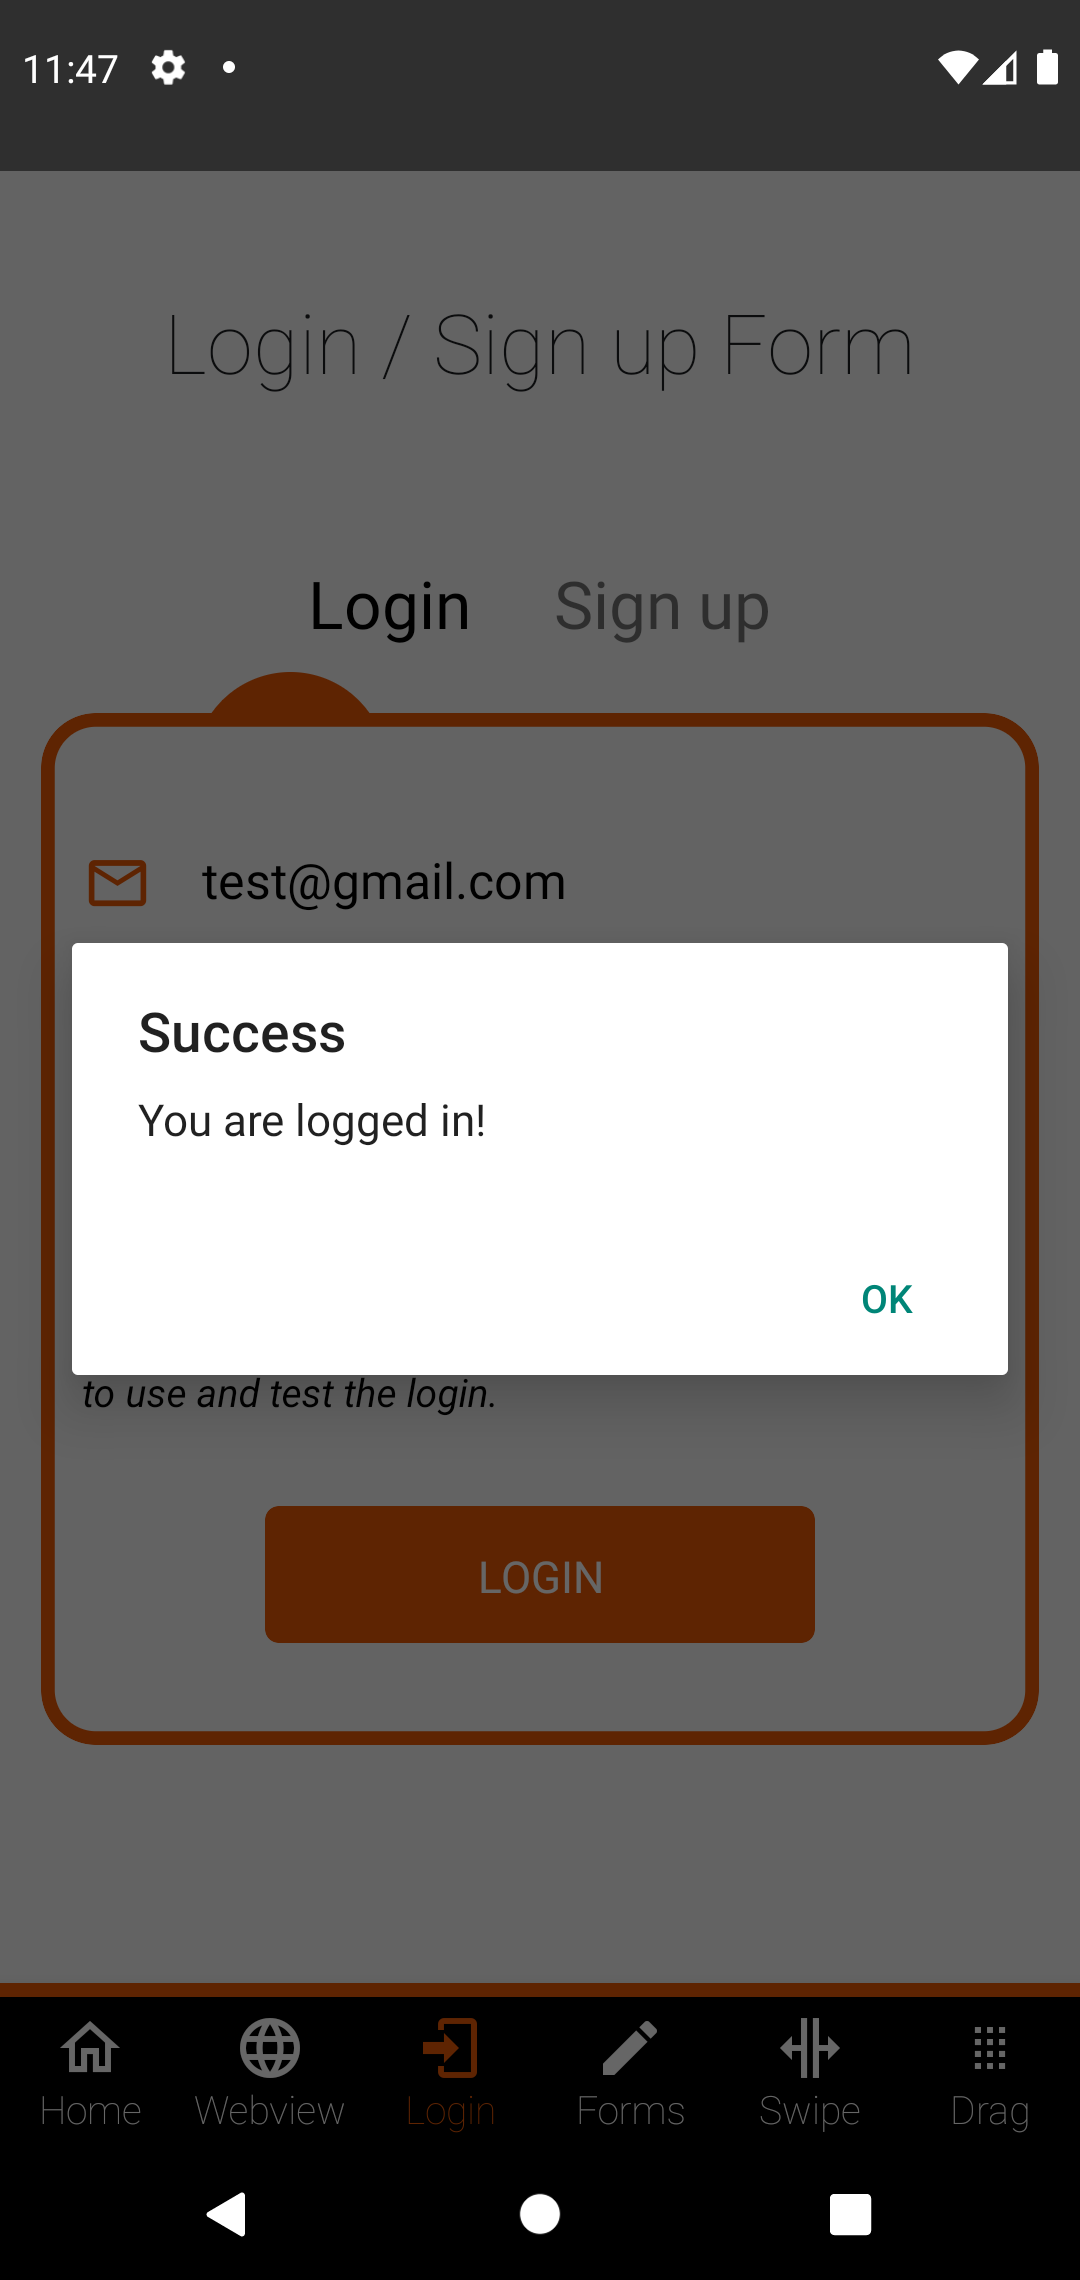 11:47
Login / Sign up Form
Login Sign up
test@gmail.com
Success
You are logged in!
OK
to use and test the login.
LOGIN
Home Webview Login Forms Swipe Drag